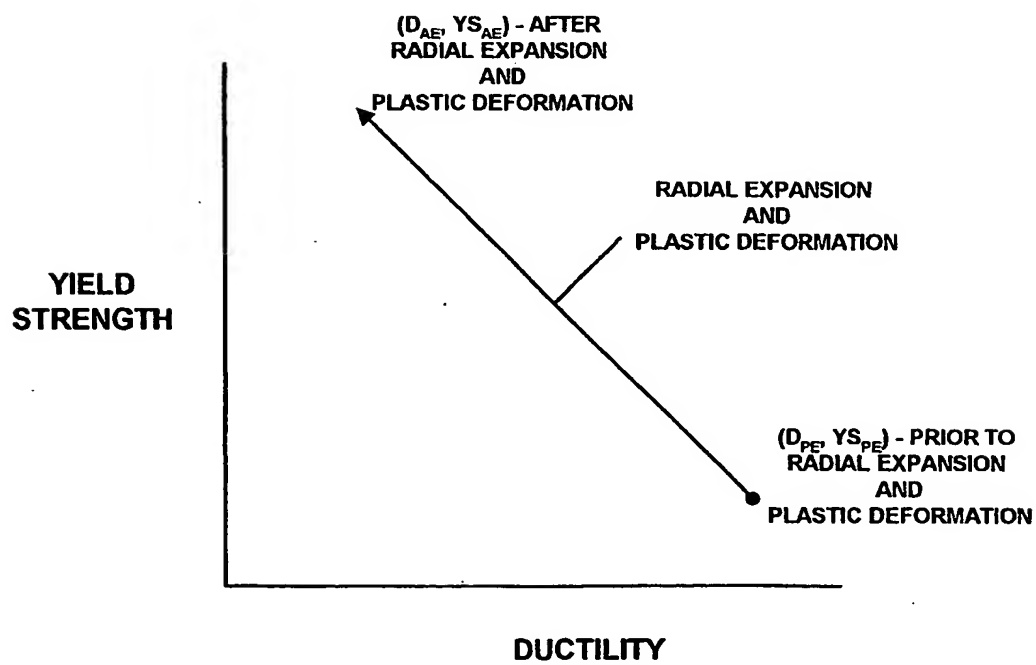 (D_AE, YS_AE) - AFTER
RADIAL EXPANSION
AND
PLASTIC DEFORMATION
RADIAL EXPANSION
AND
PLASTIC DEFORMATION
YIELD
STRENGTH
(D_PE, YS_PE) - PRIOR TO
RADIAL EXPANSION
AND
PLASTIC DEFORMATION
DUCTILITY